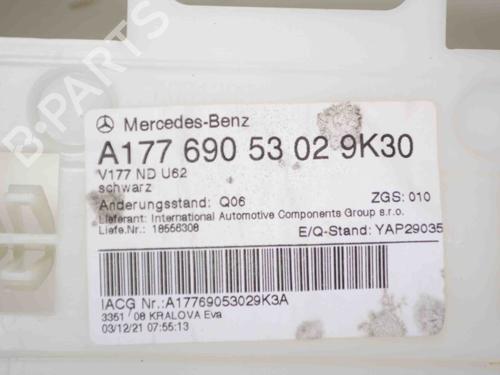 Mercedes-Benz
A177 690 53 02 9K30
V177 ND U62
schwarz
Änderungsstand: Q06 ZGS: 010
Lieferant: International Automotive Components Group s.r.o.
Liefe.Nr.: 18556308 E/Q-Stand: YAP29035
IACG Nr.:A17769053029K3A
3351 08 KRALOVA Eva
03/12/21 07:55:13
B PARTS